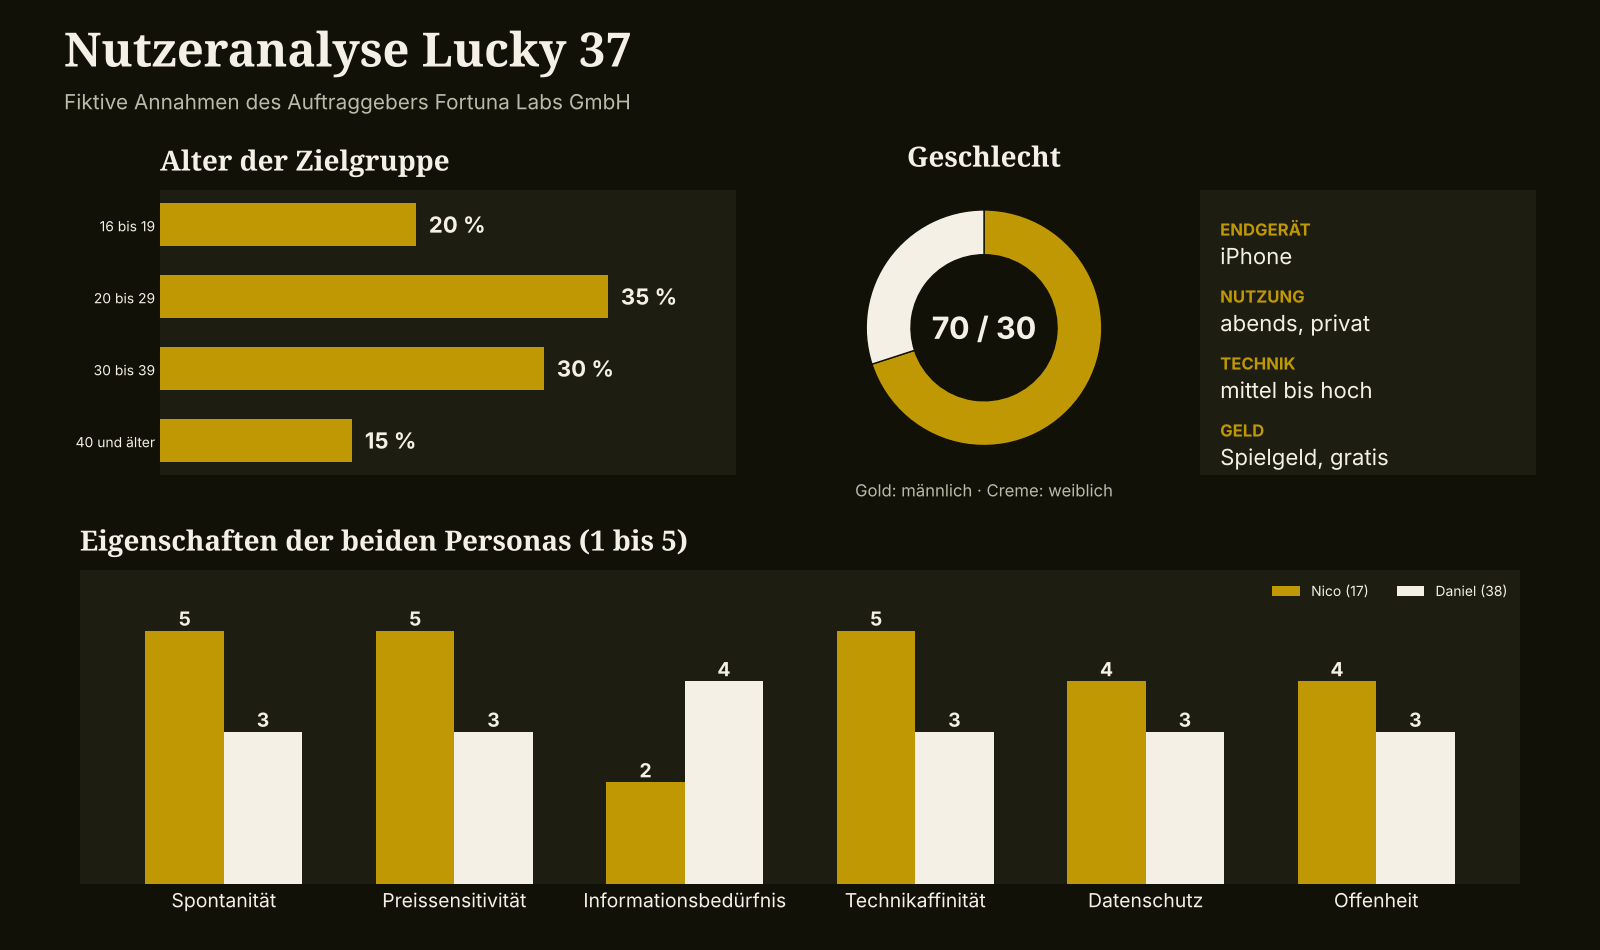 Nutzeranalyse Lucky 37
Fiktive Annahmen des Auftraggebers Fortuna Labs GmbH
Alter der Zielgruppe
16 bis 19
20 %
20 bis 29
35 %
30 bis 39
30 %
40 und älter
15 %
Geschlecht
70 / 30
Gold: männlich · Creme: weiblich
ENDGERÄT
iPhone
NUTZUNG
abends, privat
TECHNIK
mittel bis hoch
GELD
Spielgeld, gratis
Eigenschaften der beiden Personas (1 bis 5)
Nico (17)
Daniel (38)
5
3
5
3
2
4
5
3
4
3
4
3
Spontanität
Preissensitivität
Informationsbedürfnis
Technikaffinität
Datenschutz
Offenheit